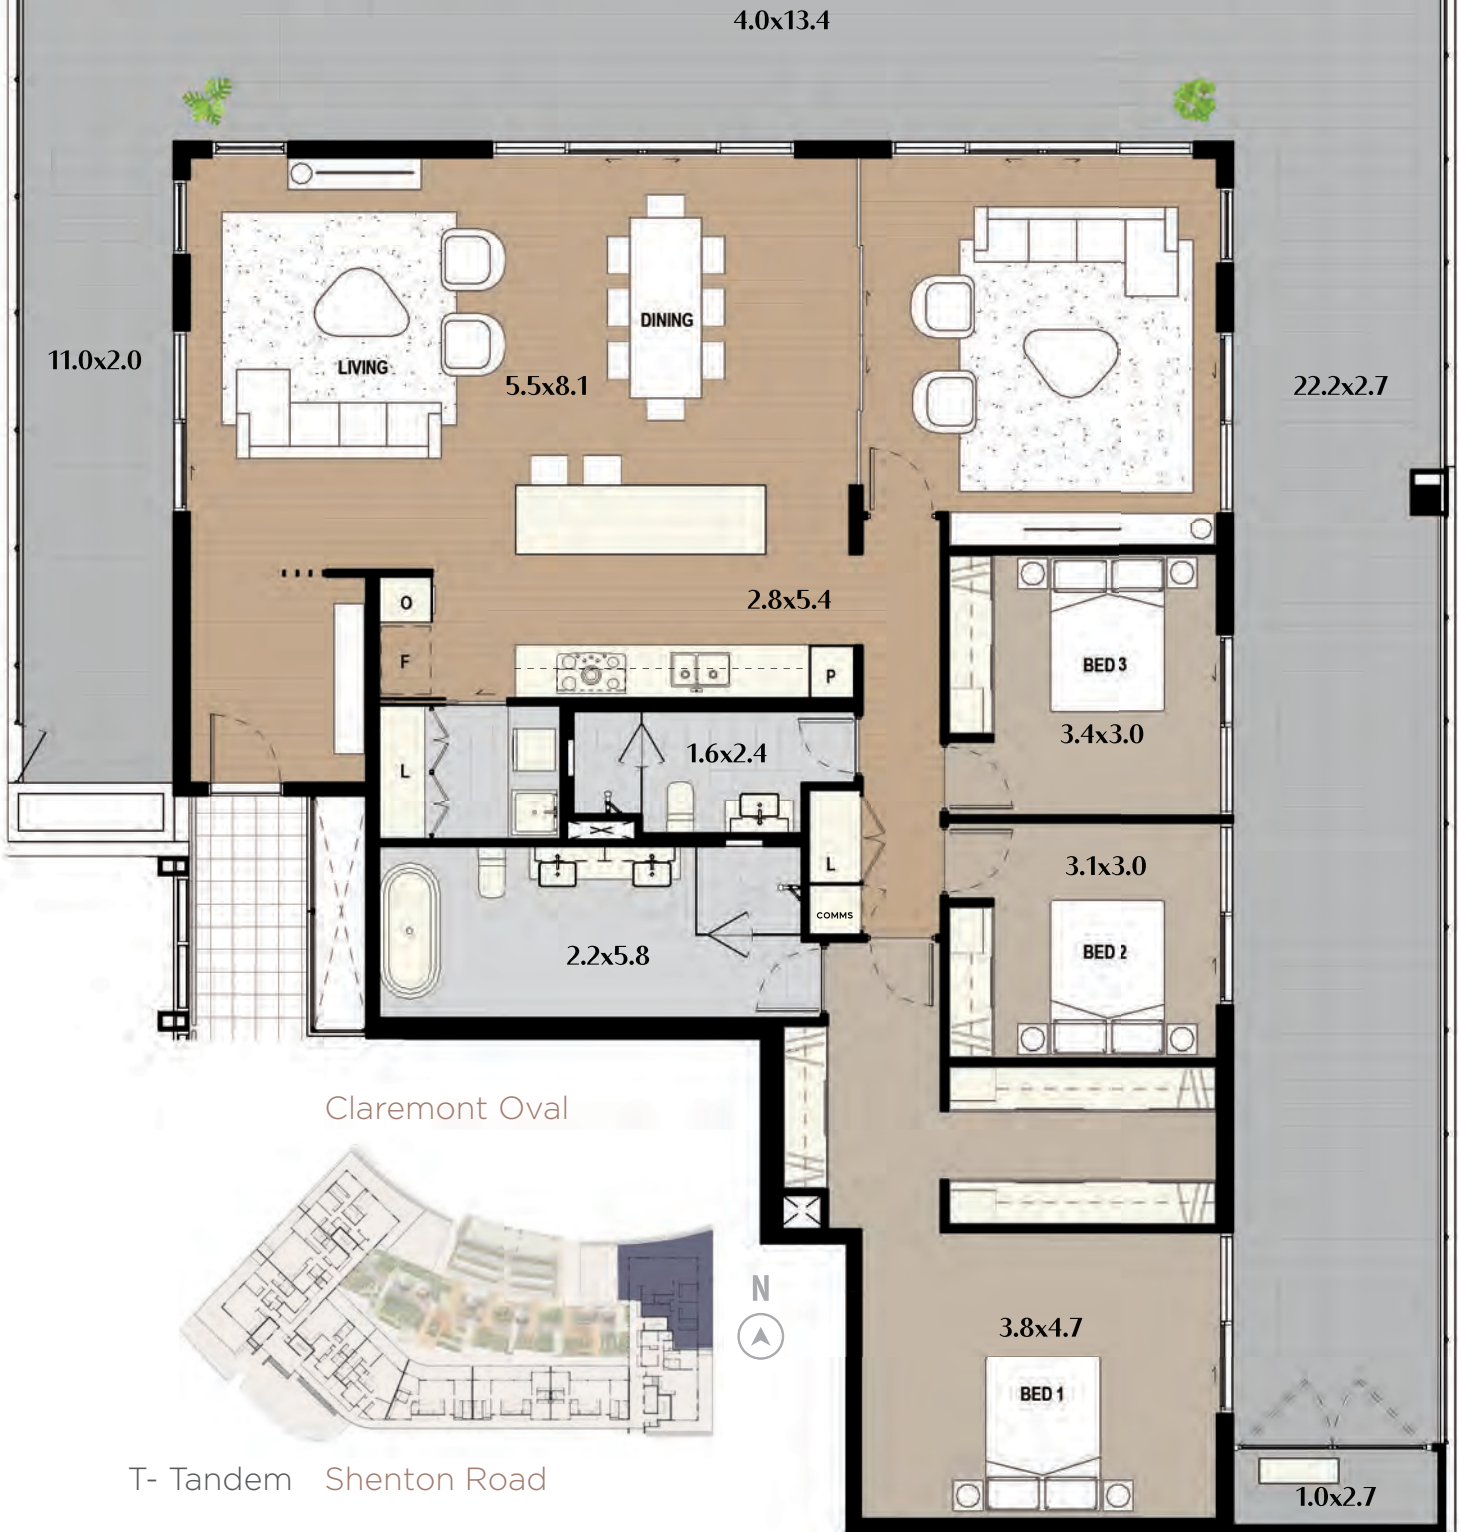 4.0x13.4
11.0x2.0
LIVING
5.5x8.1
DINING
22.2x2.7
O
F
2.8x5.4
P
BED 3
3.4x3.0
L
1.6x2.4
L
COMMS
3.1x3.0
BED 2
2.2x5.8
Claremont Oval
N
3.8x4.7
BED 1
T- Tandem Shenton Road
1.0x2.7